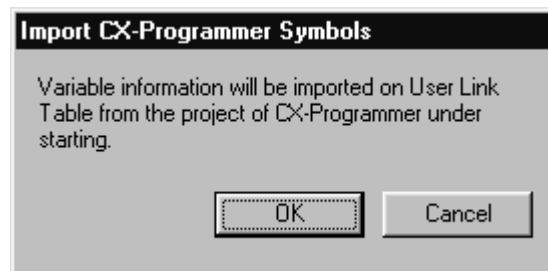 Import CX-Programmer Symbols
Variable information will be imported on User Link
Table from the project of CX-Programmer under
starting.
OK
Cancel